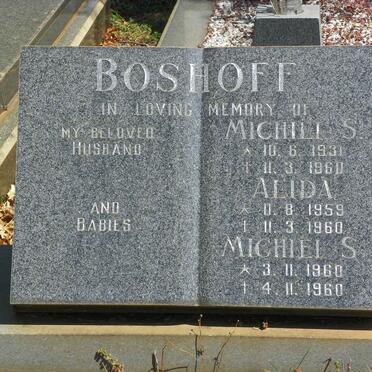 BOSHOFF
IN LOVING MEMORY OF
MY BELOVED HUSBAND
MICHIEL S.
* 10.6.1931
† 11.3.1960
AND BABIES
ALIDA
* 11.8.1959
† 11.3.1960
MICHIEL S.
* 3.11.1960
† 4.11.1960